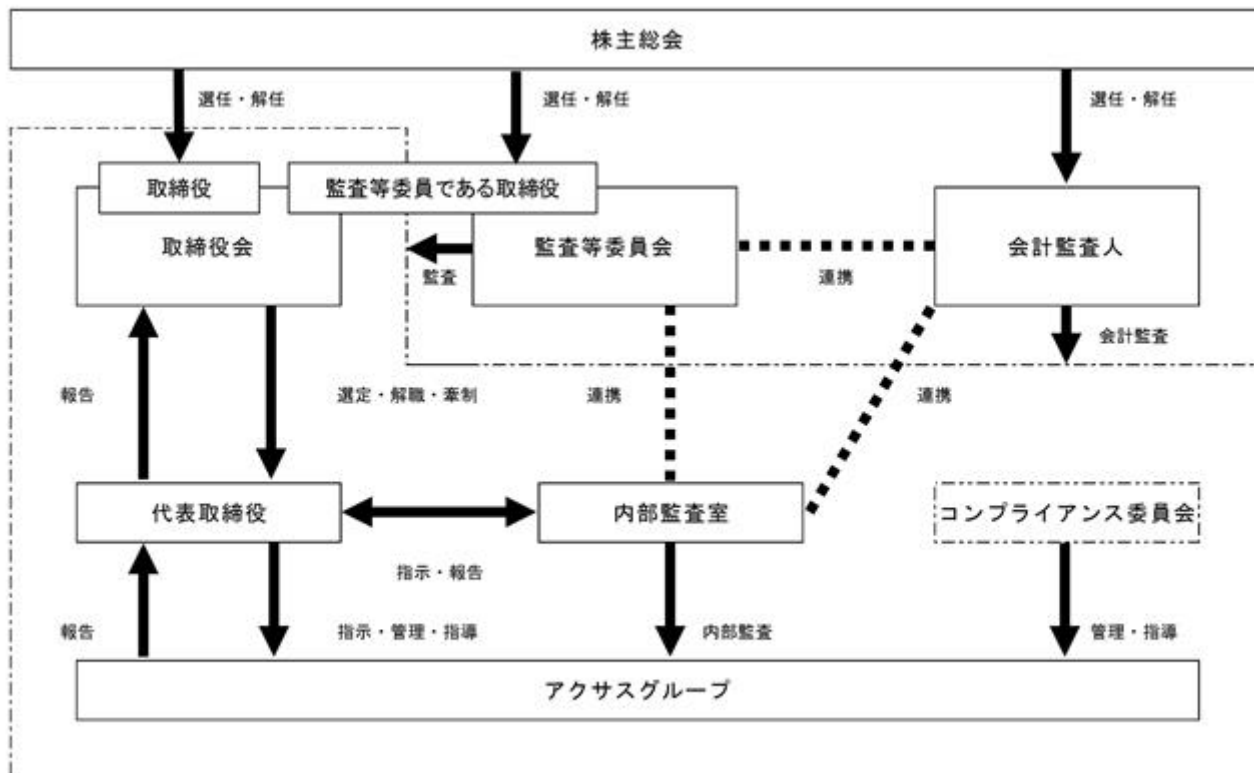 株主総会
選任・解任
選任・解任
選任・解任
取締役
監査等委員である取締役
取締役会
監査等委員会
会計監査人
監査
連携
会計監査
報告
選定・解職・牽制
連携
連携
代表取締役
内部監査室
コンプライアンス委員会
指示・報告
報告
指示・管理・指導
内部監査
管理・指導
アクサスグループ